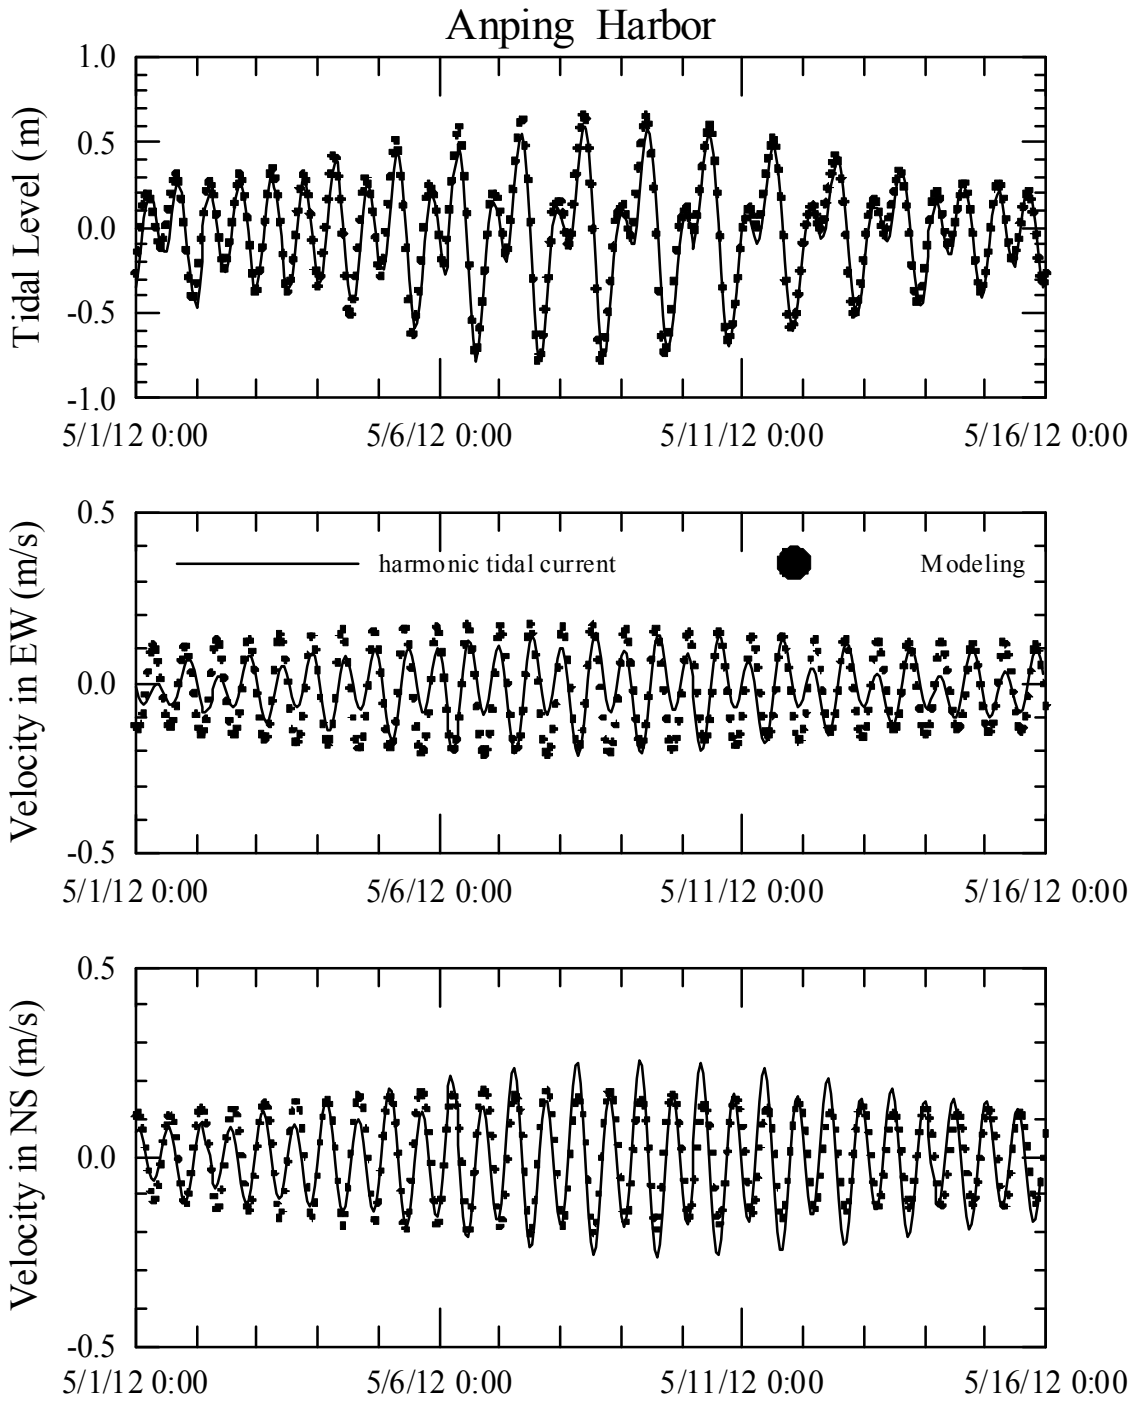 Anping Harbor
Tidal Level (m)
1.0
0.5
0.0
-0.5
-1.0
5/1/12 0:00 5/6/12 0:00 5/11/12 0:00 5/16/12 0:00
Velocity in EW (m/s)
0.5
harmonic tidal current Modeling
0.0
-0.5
5/1/12 0:00 5/6/12 0:00 5/11/12 0:00 5/16/12 0:00
Velocity in NS (m/s)
0.5
0.0
-0.5
5/1/12 0:00 5/6/12 0:00 5/11/12 0:00 5/16/12 0:00